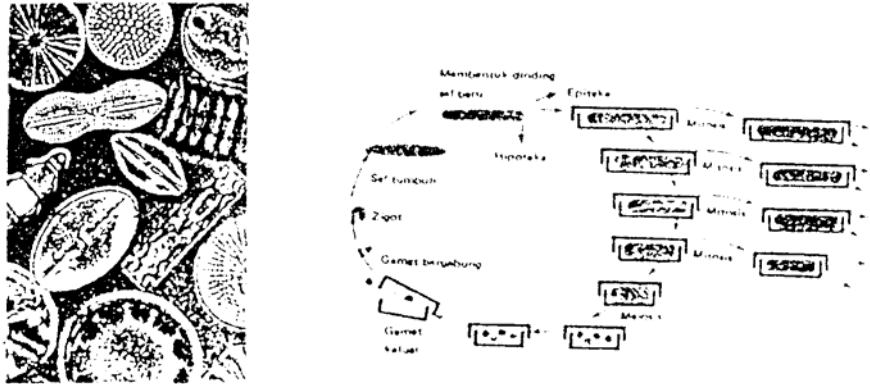 Membentuk dinding
sel baru
Epiteka
Hipoteka
Sel tumbuh
Zigot
Gamet bergabung
Gamet
keluar
Mitosis
Mitosis
Mitosis
Mitosis
Meiosis